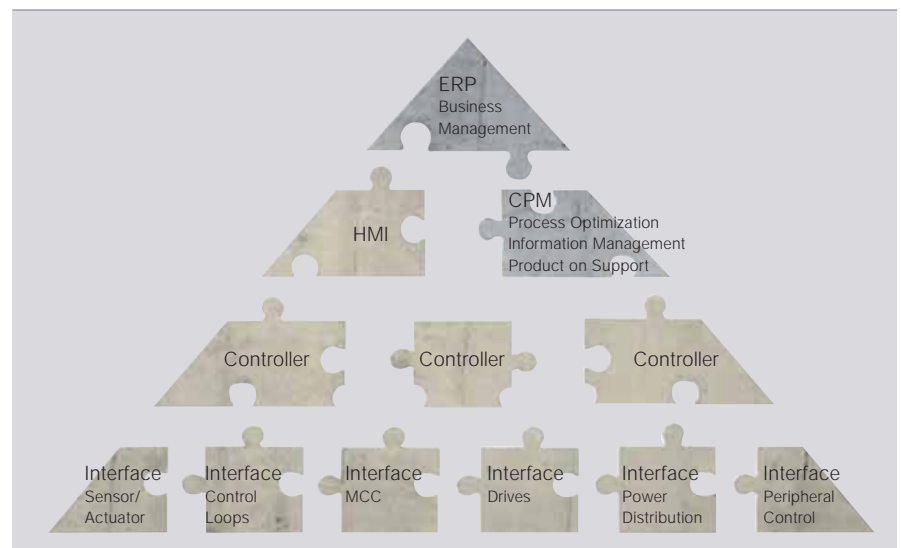 ERP
Business
Management
HMI
CPM
Process Optimization
Information Management
Product on Support
Controller
Controller
Controller
Interface
Sensor/
Actuator
Interface
Control
Loops
Interface
MCC
Interface
Drives
Interface
Power
Distribution
Interface
Peripheral
Control